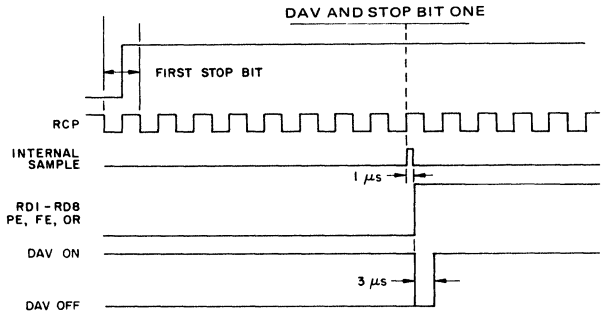 DAV AND STOP BIT ONE
FIRST STOP BIT
RCP
INTERNAL
SAMPLE
1 μs
RD1-RD8
PE, FE, OR
DAV ON
3 μs
DAV OFF